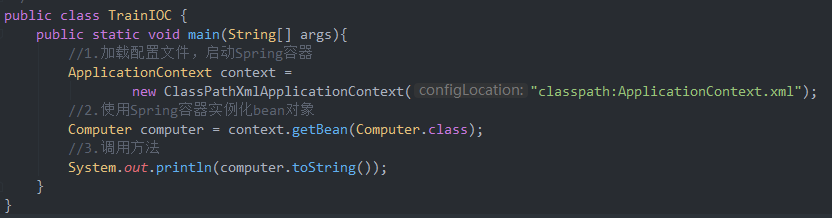 public class TrainIOC {
    public static void main(String[] args){
        //1.加载配置文件，启动Spring容器
        ApplicationContext context =
                new ClassPathXmlApplicationContext( configLocation: "classpath:ApplicationContext.xml");
        //2.使用Spring容器实例化bean对象
        Computer computer = context.getBean(Computer.class);
        //3.调用方法
        System.out.println(computer.toString());
    }
}